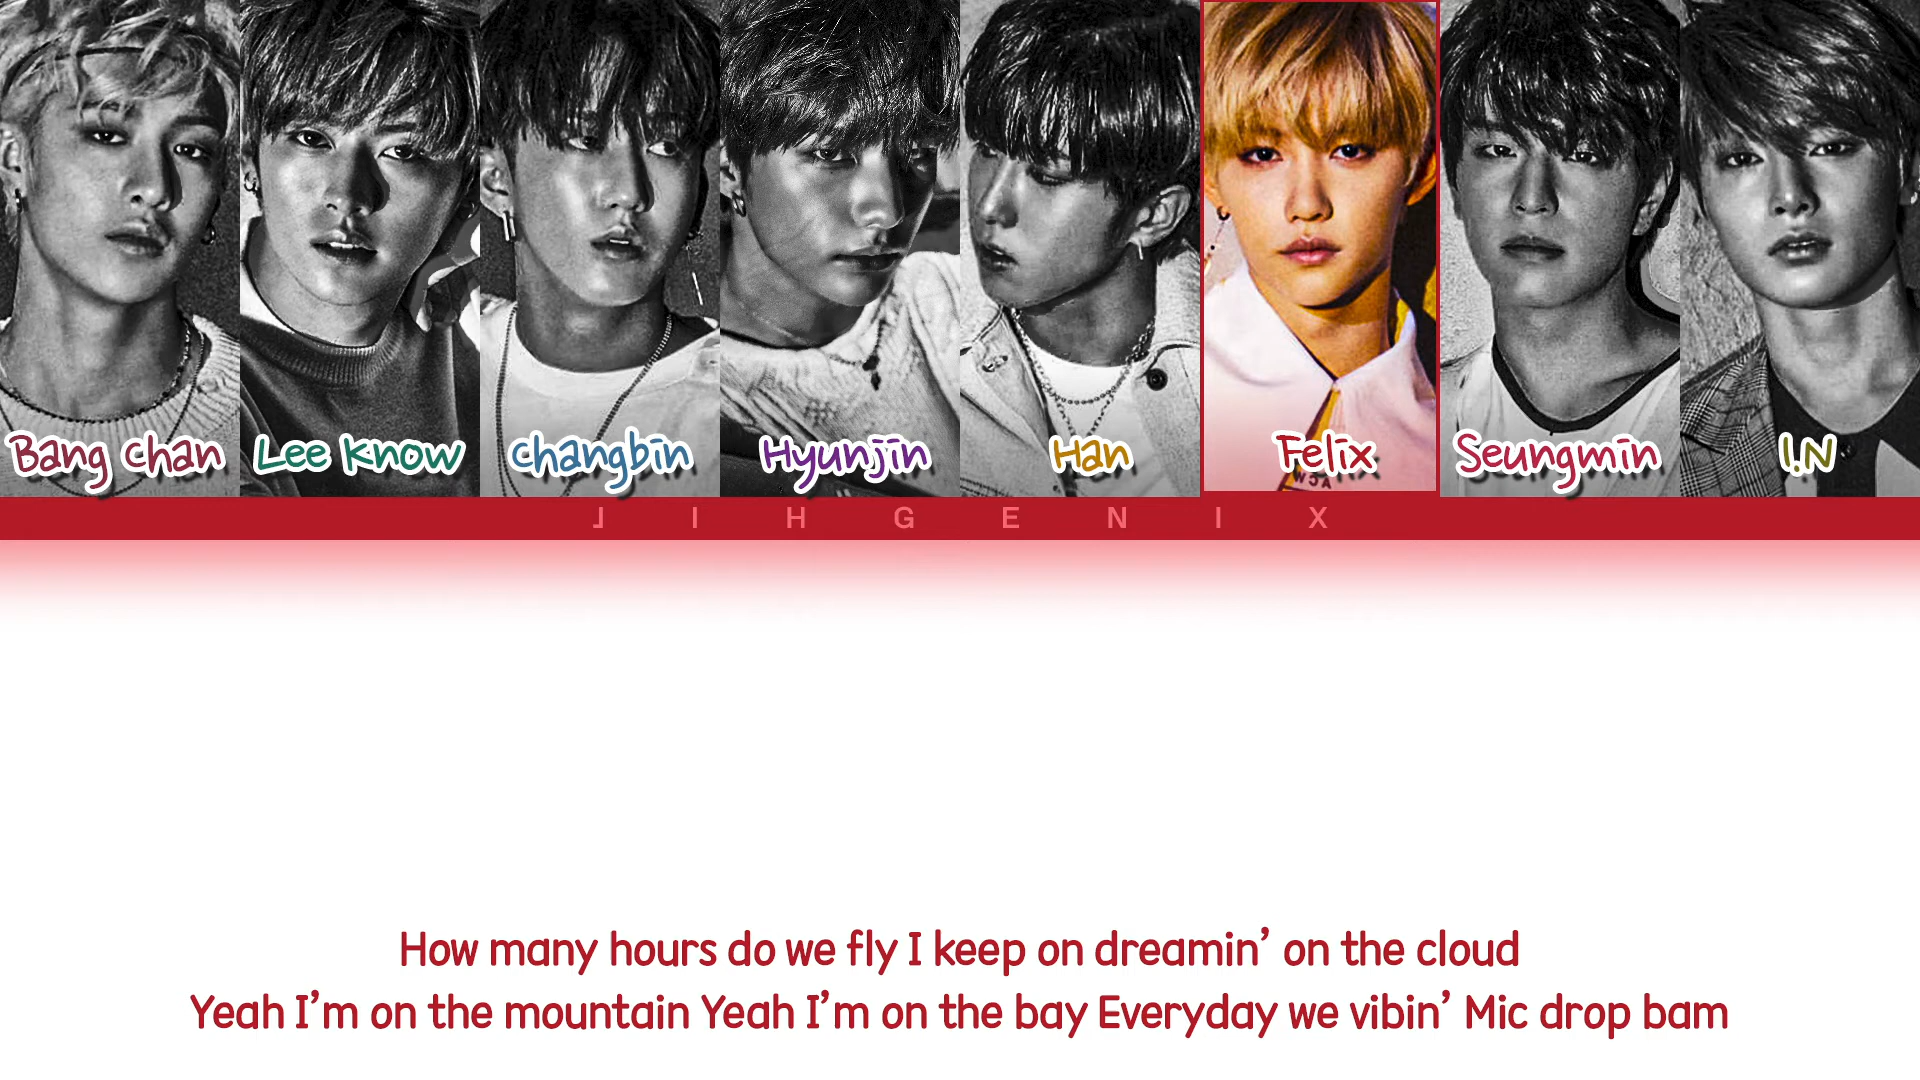 Bang Chan Lee Know Changbin Hyunjin Han Felix Seungmin I.N
J I H G E N I X
How many hours do we fly I keep on dreamin’ on the cloud
Yeah I’m on the mountain Yeah I’m on the bay Everyday we vibin’ Mic drop bam